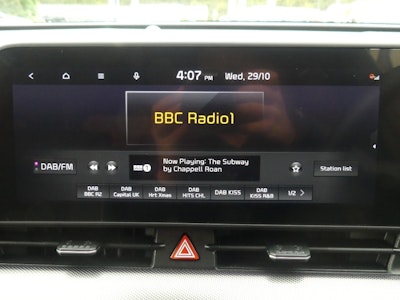 4:07 PM Wed, 29/10
BBC Radio1
DAB/FM
1
Now Playing: The Subway
by Chappell Roan
Station list
DAB
BBC R2
DAB
Capital UK
DAB
Hrt Xmas
DAB
HITS CHL
DAB KISS
DAB
KISS R&B
1/2